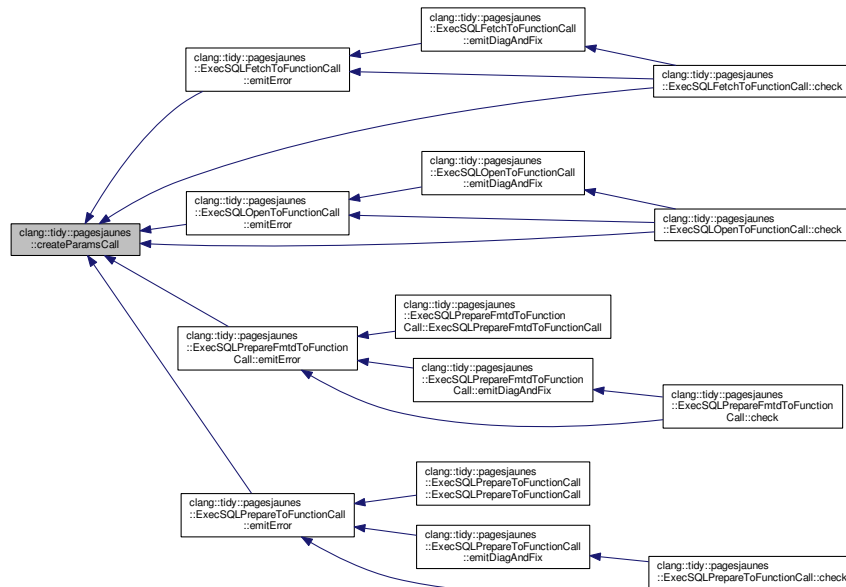 clang::tidy::pagesjaunes
::createParamsCall
clang::tidy::pagesjaunes
::ExecSQLFetchToFunctionCall
::emitError
clang::tidy::pagesjaunes
::ExecSQLFetchToFunctionCall
::emitDiagAndFix
clang::tidy::pagesjaunes
::ExecSQLFetchToFunctionCall::check
clang::tidy::pagesjaunes
::ExecSQLOpenToFunctionCall
::emitError
clang::tidy::pagesjaunes
::ExecSQLOpenToFunctionCall
::emitDiagAndFix
clang::tidy::pagesjaunes
::ExecSQLOpenToFunctionCall::check
clang::tidy::pagesjaunes
::ExecSQLPrepareFmtdToFunction
Call::emitError
clang::tidy::pagesjaunes
::ExecSQLPrepareFmtdToFunction
Call::ExecSQLPrepareFmtdToFunctionCall
clang::tidy::pagesjaunes
::ExecSQLPrepareFmtdToFunction
Call::emitDiagAndFix
clang::tidy::pagesjaunes
::ExecSQLPrepareFmtdToFunction
Call::check
clang::tidy::pagesjaunes
::ExecSQLPrepareToFunctionCall
::emitError
clang::tidy::pagesjaunes
::ExecSQLPrepareToFunctionCall
::ExecSQLPrepareToFunctionCall
clang::tidy::pagesjaunes
::ExecSQLPrepareToFunctionCall
::emitDiagAndFix
clang::tidy::pagesjaunes
::ExecSQLPrepareToFunctionCall::check